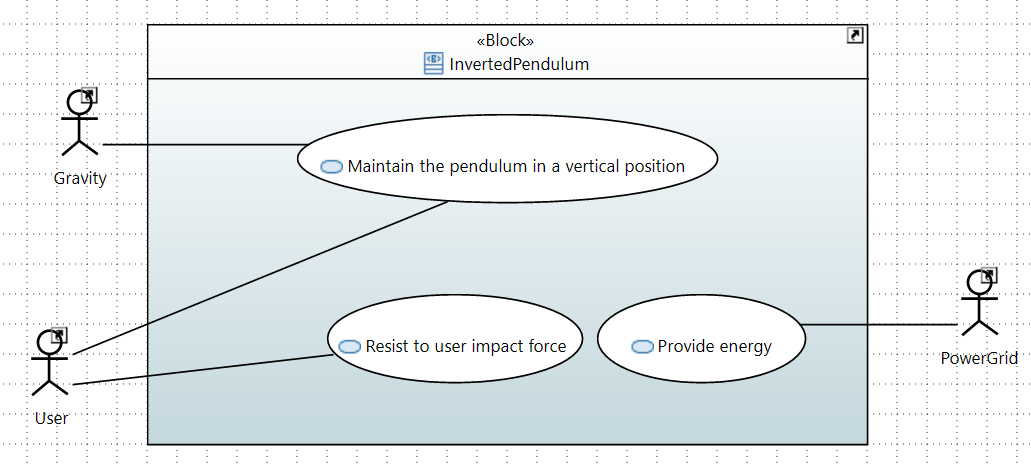 «Block»
InvertedPendulum
Gravity
Maintain the pendulum in a vertical position
Resist to user impact force
Provide energy
PowerGrid
User